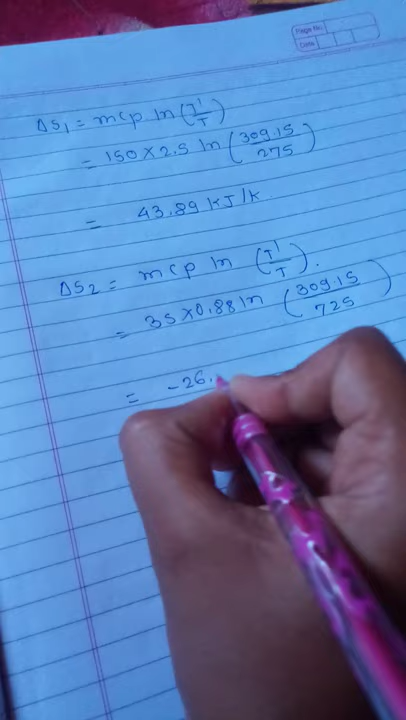 Page No.
Date
ΔS₁ = mcp ln (T'/T)
= 150 × 2.5 ln (309.15/275)
= 43.89 kJ/k
ΔS₂ = mcp ln (T'/T).
= 35 × 0.88 ln (309.15/725)
= -26.